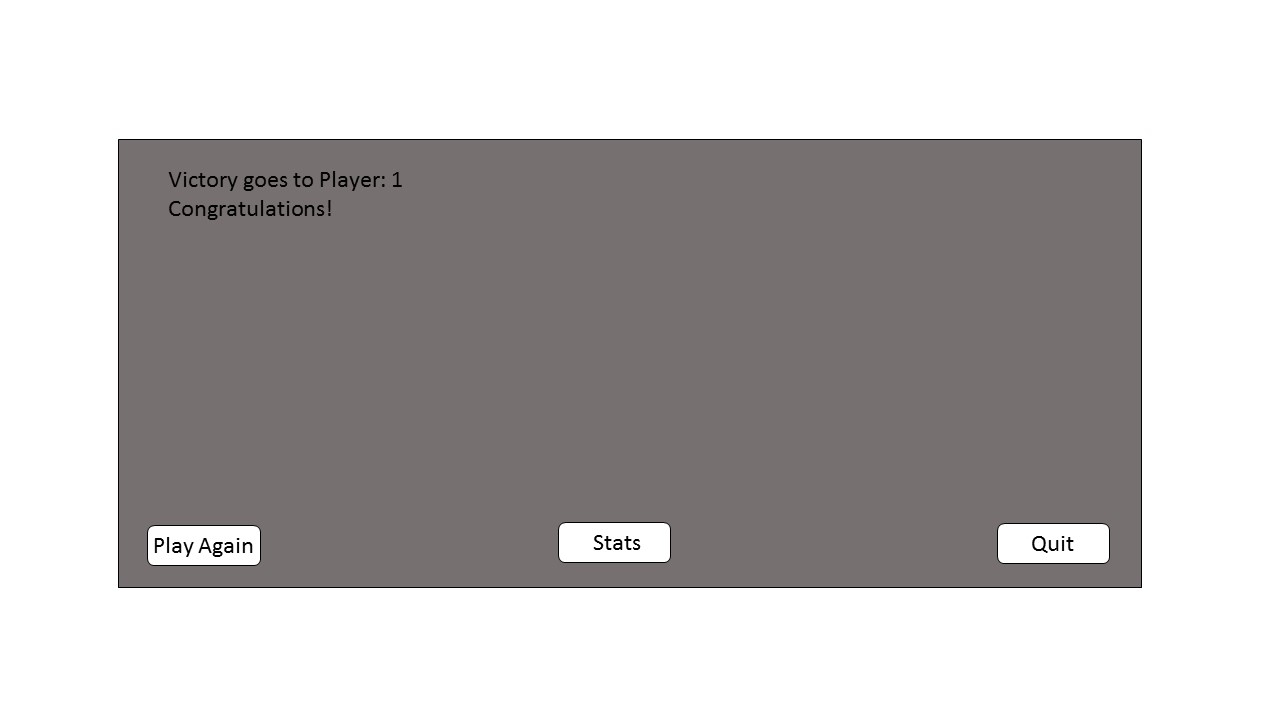 Victory goes to Player: 1
Congratulations!
Play Again
Stats
Quit